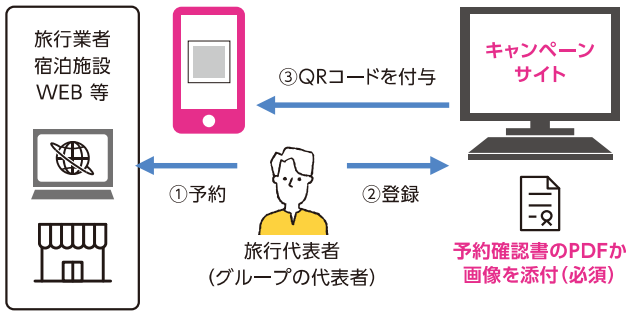 旅行業者
宿泊施設
WEB 等
キャンペーン
サイト
③QRコードを付与
①予約
②登録
旅行代表者
（グループの代表者）
予約確認書のPDFか
画像を添付（必須）